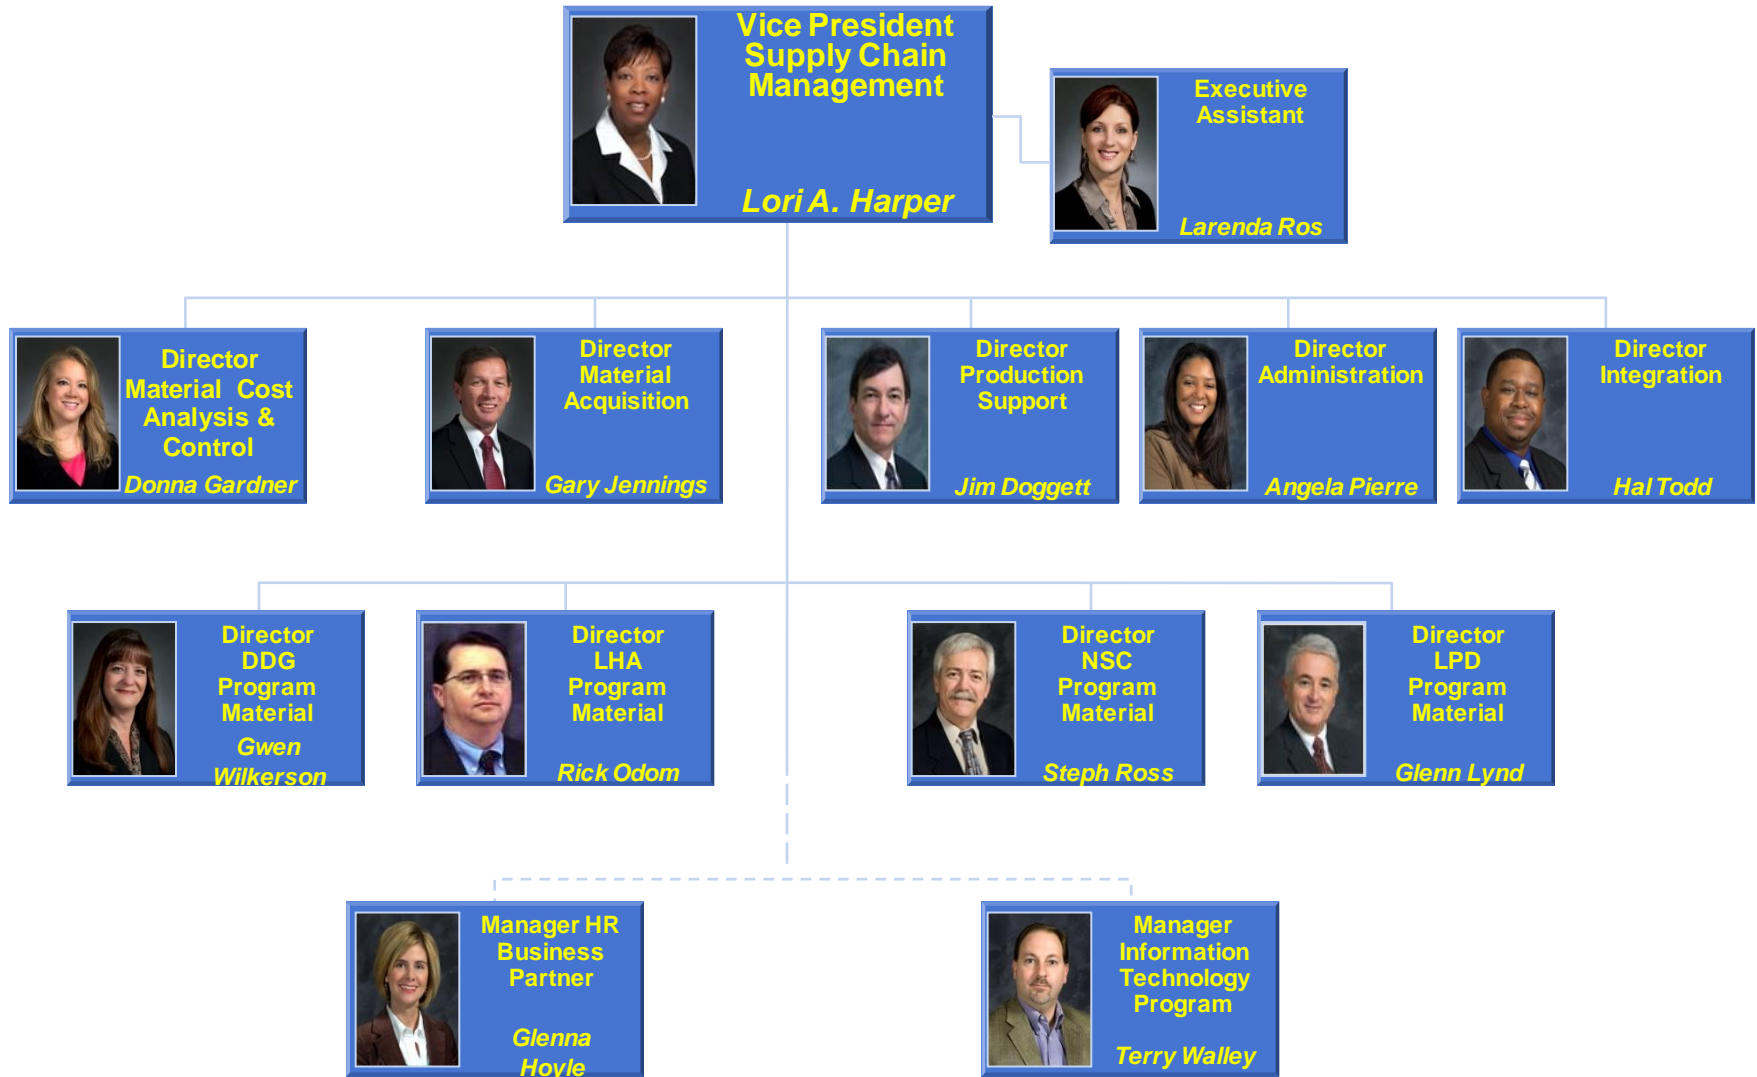 Vice President
Supply Chain
Management
Lori A. Harper
Executive
Assistant
Larenda Ros
Director
Material Cost
Analysis &
Control
Donna Gardner
Director
Material
Acquisition
Gary Jennings
Director
Production
Support
Jim Doggett
Director
Administration
Angela Pierre
Director
Integration
Hal Todd
Director
DDG
Program
Material
Gwen
Wilkerson
Director
LHA
Program
Material
Rick Odom
Director
NSC
Program
Material
Steph Ross
Director
LPD
Program
Material
Glenn Lynd
Manager HR
Business
Partner
Glenna
Hoyle
Manager
Information
Technology
Program
Terry Walley